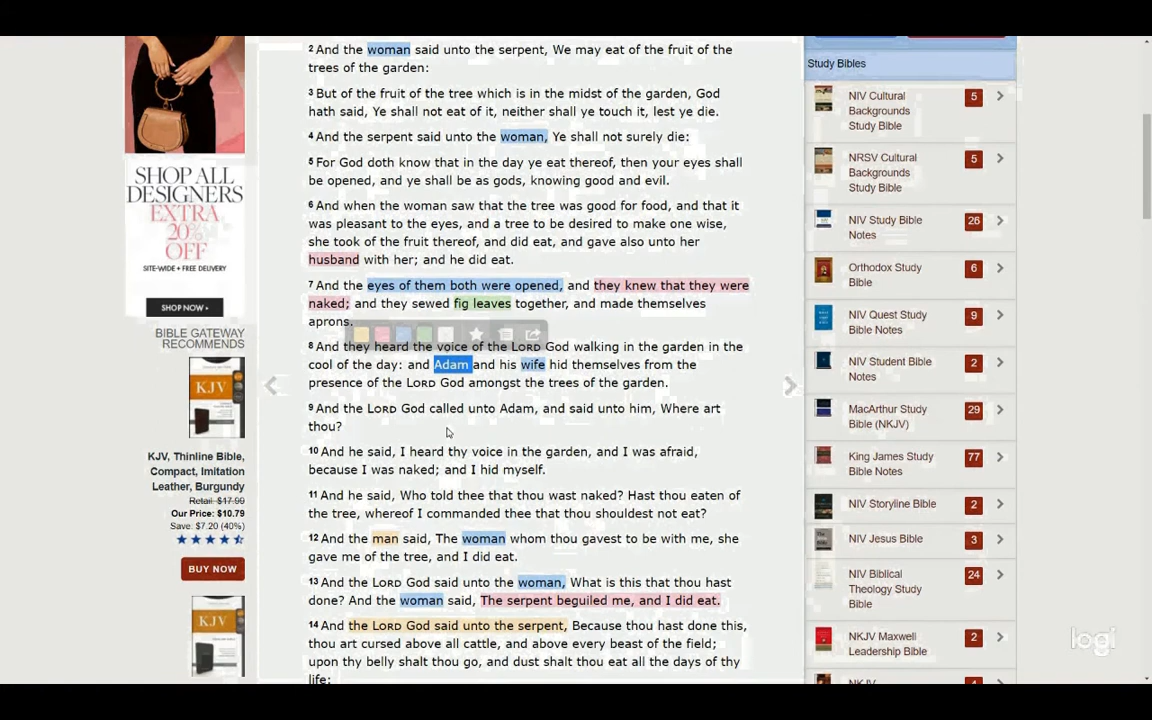 2 And the woman said unto the serpent, We may eat of the fruit of the
trees of the garden:
3 But of the fruit of the tree which is in the midst of the garden, God
hath said, Ye shall not eat of it, neither shall ye touch it, lest ye die.
4 And the serpent said unto the woman, Ye shall not surely die:
5 For God doth know that in the day ye eat thereof, then your eyes shall
be opened, and ye shall be as gods, knowing good and evil.
6 And when the woman saw that the tree was good for food, and that it
was pleasant to the eyes, and a tree to be desired to make one wise,
she took of the fruit thereof, and did eat, and gave also unto her
husband with her; and he did eat.
7 And the eyes of them both were opened, and they knew that they were
naked; and they sewed fig leaves together, and made themselves
aprons.
8 And they heard the voice of the LORD God walking in the garden in the
cool of the day: and Adam and his wife hid themselves from the
presence of the LORD God amongst the trees of the garden.
9 And the LORD God called unto Adam, and said unto him, Where art
thou?
10 And he said, I heard thy voice in the garden, and I was afraid,
because I was naked; and I hid myself.
11 And he said, Who told thee that thou wast naked? Hast thou eaten of
the tree, whereof I commanded thee that thou shouldest not eat?
12 And the man said, The woman whom thou gavest to be with me, she
gave me of the tree, and I did eat.
13 And the LORD God said unto the woman, What is this that thou hast
done? And the woman said, The serpent beguiled me, and I did eat.
14 And the LORD God said unto the serpent, Because thou hast done this,
thou art cursed above all cattle, and above every beast of the field;
upon thy belly shalt thou go, and dust shalt thou eat all the days of thy
life:
SHOP ALL
DESIGNERS
EXTRA
20%
OFF
SITE-WIDE + FREE DELIVERY
SHOP NOW ›
BIBLE GATEWAY
RECOMMENDS
KJV
KJV, Thinline Bible,
Compact, Imitation
Leather, Burgundy
Retail: $17.99
Our Price: $10.79
Save: $7.20 (40%)
BUY NOW
Study Bibles
NIV Cultural
Backgrounds
Study Bible
5
NRSV Cultural
Backgrounds
Study Bible
5
NIV Study Bible
Notes
26
Orthodox Study
Bible
6
NIV Quest Study
Bible Notes
9
NIV Student Bible
Notes
2
MacArthur Study
Bible (NKJV)
29
King James Study
Bible Notes
77
NIV Storyline Bible
2
NIV Jesus Bible
3
NIV Biblical
Theology Study
Bible
24
NKJV Maxwell
Leadership Bible
2
logi